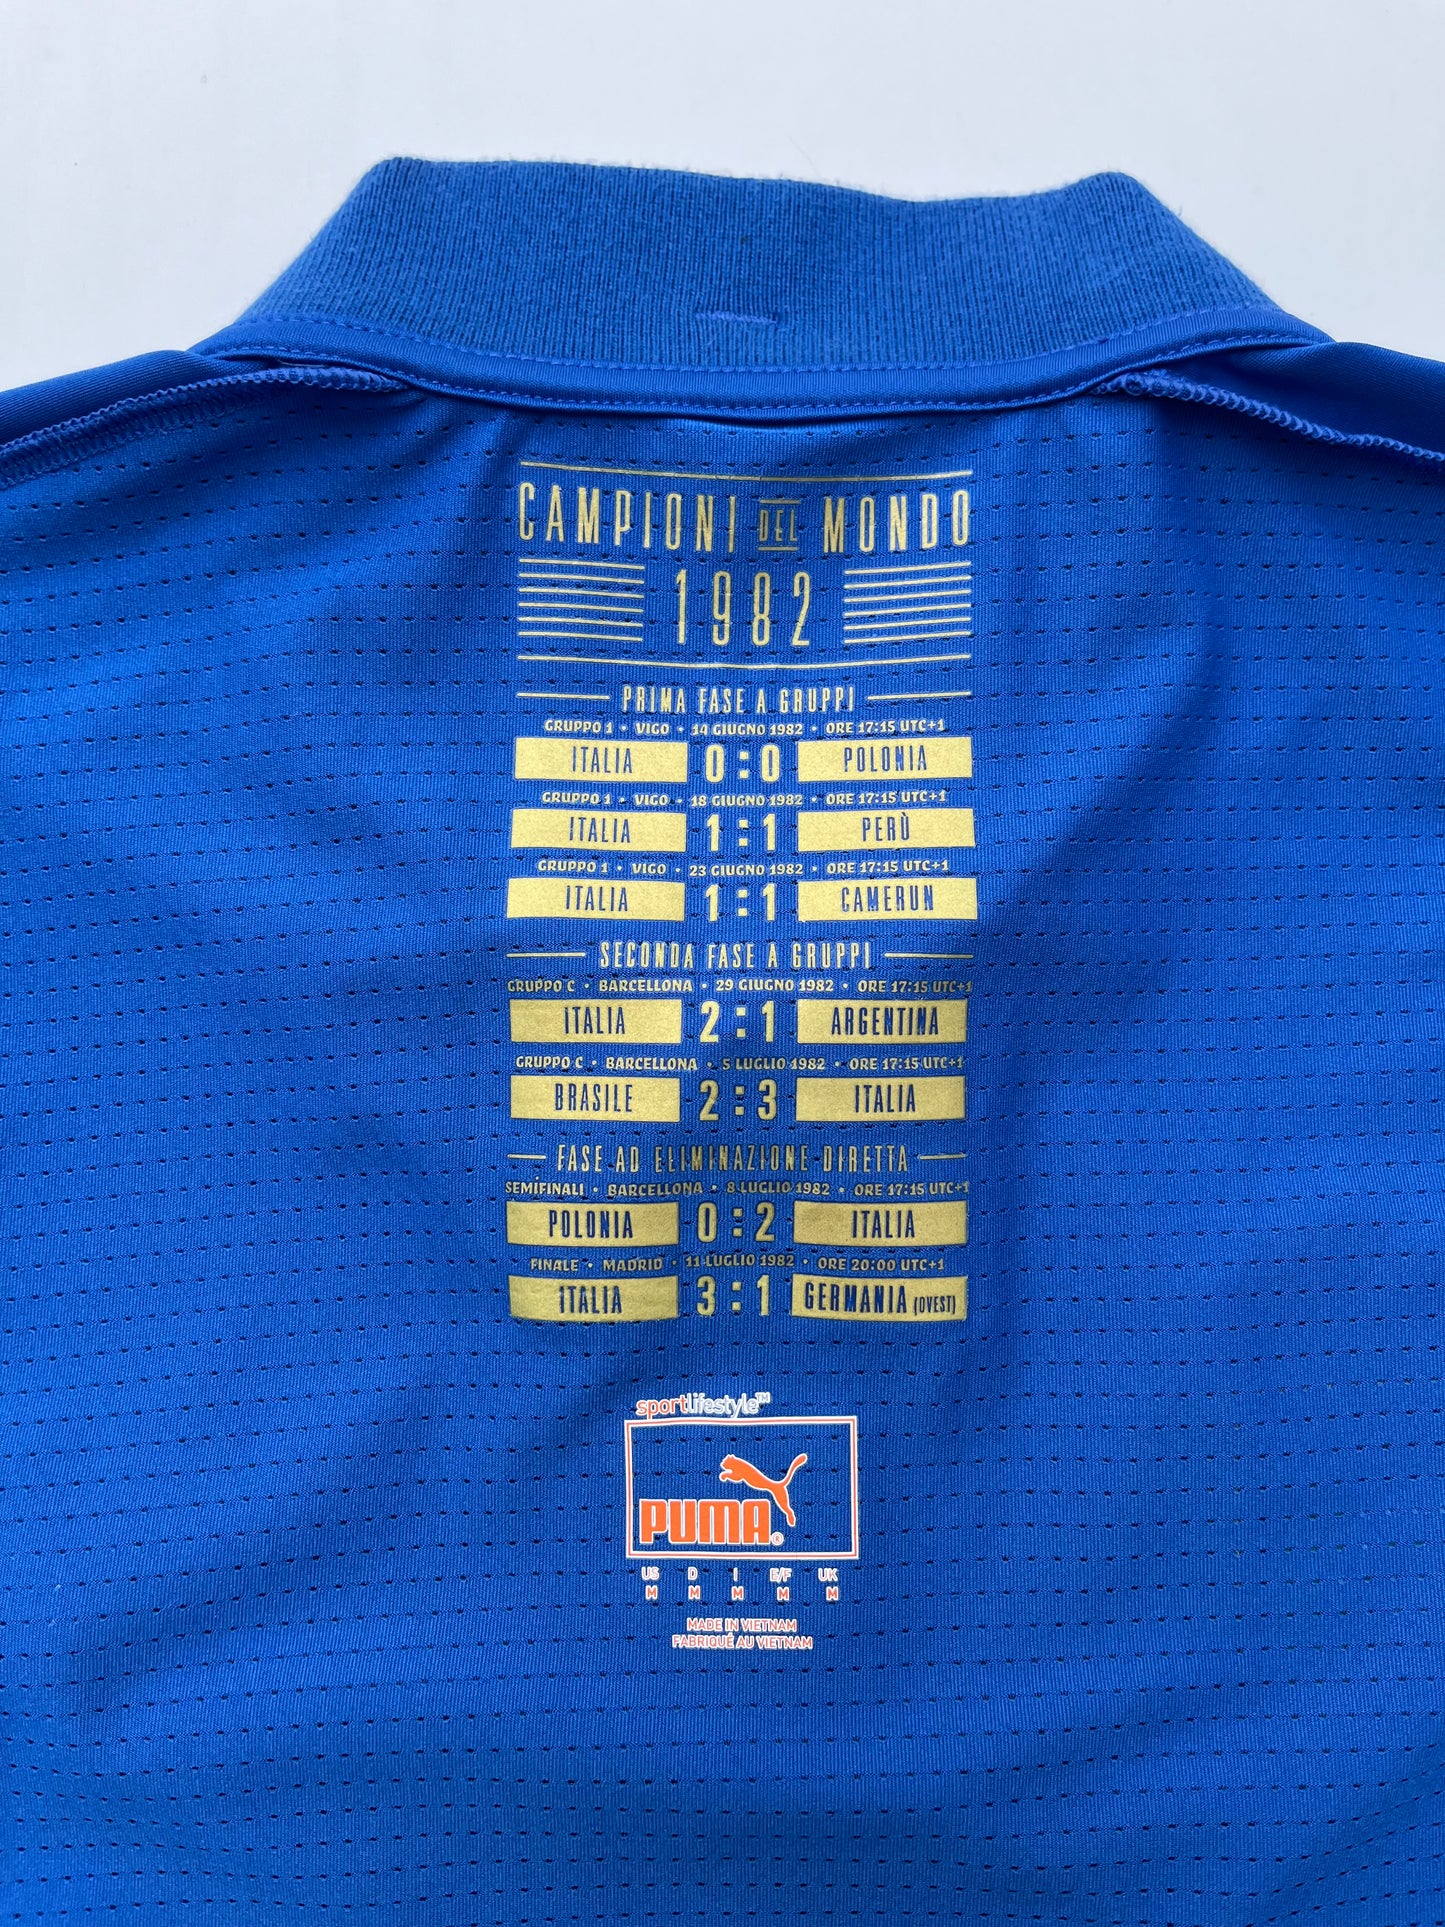 CAMPIONI DEL MONDO
1982
PRIMA FASE A GRUPPI
GRUPPO 1 • VIGO • 14 GIUGNO 1982 • ORE 17:15 UTC+1
ITALIA 0:0 POLONIA
GRUPPO 1 • VIGO • 18 GIUGNO 1982 • ORE 17:15 UTC+1
ITALIA 1:1 PERÙ
GRUPPO 1 • VIGO • 23 GIUGNO 1982 • ORE 17:15 UTC+1
ITALIA 1:1 CAMERUN
SECONDA FASE A GRUPPI
GRUPPO C • BARCELLONA • 29 GIUGNO 1982 • ORE 17:15 UTC+1
ITALIA 2:1 ARGENTINA
GRUPPO C • BARCELLONA • 5 LUGLIO 1982 • ORE 17:15 UTC+1
BRASILE 2:3 ITALIA
FASE AD ELIMINAZIONE DIRETTA
SEMIFINALI • BARCELLONA • 8 LUGLIO 1982 • ORE 17:15 UTC+1
POLONIA 0:2 ITALIA
FINALE • MADRID • 11 LUGLIO 1982 • ORE 20:00 UTC+1
ITALIA 3:1 GERMANIA (OVEST)
sportlifestyle™
PUMA®
US D I E/F UK
M M M M M
MADE IN VIETNAM
FABRIQUÉ AU VIETNAM